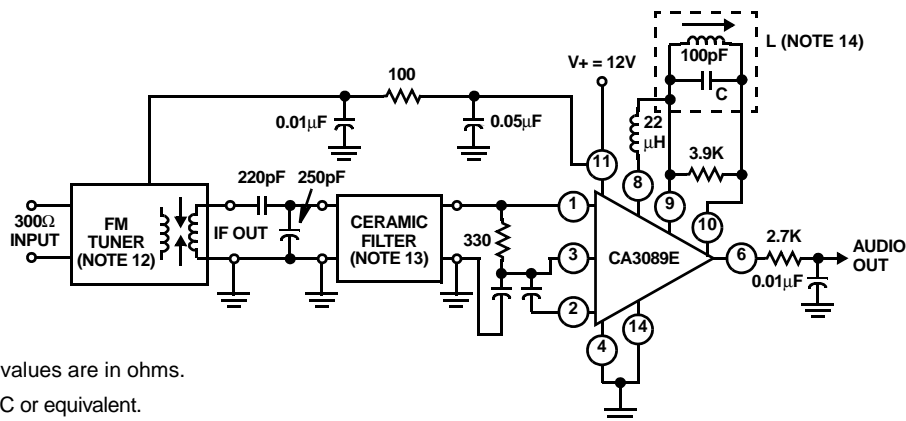 L (NOTE 14)
100pF
C
V+ = 12V
100
0.01µF
0.05µF
22
µH
3.9K
11
8
9
10
220pF
250pF
300Ω
INPUT
FM
TUNER
(NOTE 12)
IF OUT
CERAMIC
FILTER
(NOTE 13)
330
1
3
2
CA3089E
6
2.7K
0.01µF
AUDIO
OUT
4
14
values are in ohms.
C or equivalent.